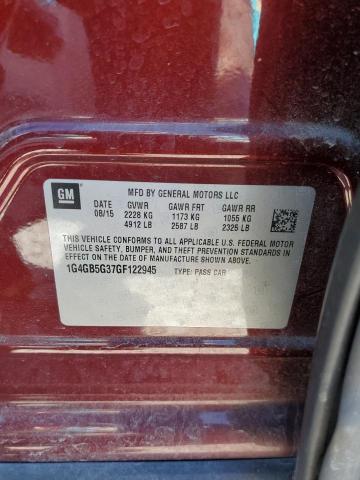 GM
MFD BY GENERAL MOTORS LLC
DATE GVWR GAWR FRT GAWR RR
08/15 2228 KG 1173 KG 1055 KG
4912 LB 2587 LB 2325 LB
THIS VEHICLE CONFORMS TO ALL APPLICABLE U.S. FEDERAL MOTOR
VEHICLE SAFETY, BUMPER, AND THEFT PREVENTION STANDARDS IN
EFFECT ON THE DATE OF MANUFACTURE SHOWN ABOVE.
1G4GB5G37GF122945 TYPE: PASS CAR